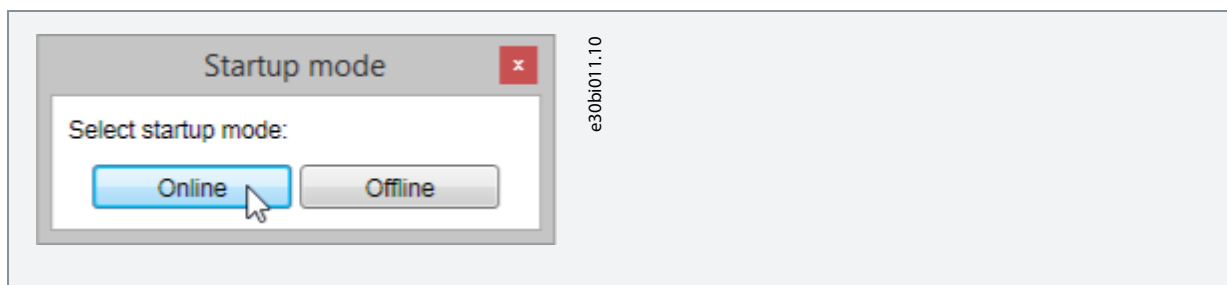 Startup mode
x
Select startup mode:
Online
Offline
e30bi011.10